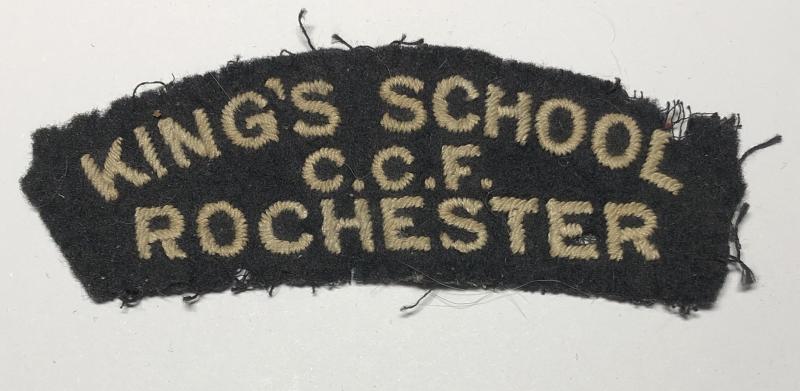 KING'S SCHOOL
C.C.F.
ROCHESTER